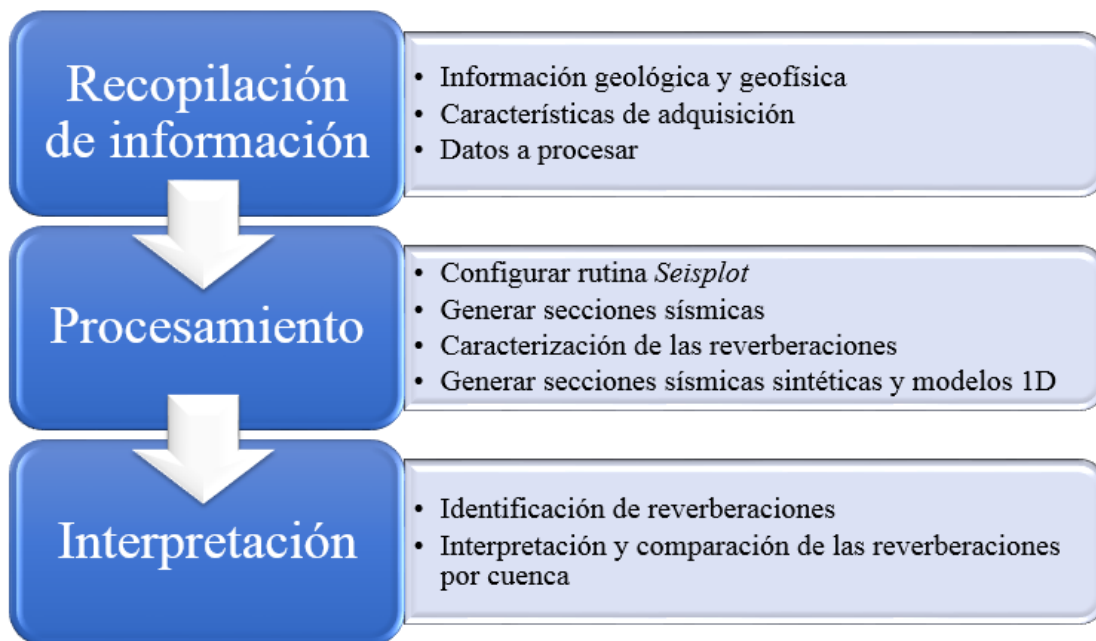 Recopilación
de información
• Información geológica y geofísica
• Características de adquisición
• Datos a procesar
Procesamiento
• Configurar rutina Seisplot
• Generar secciones sísmicas
• Caracterización de las reverberaciones
• Generar secciones sísmicas sintéticas y modelos 1D
Interpretación
• Identificación de reverberaciones
• Interpretación y comparación de las reverberaciones
por cuenca